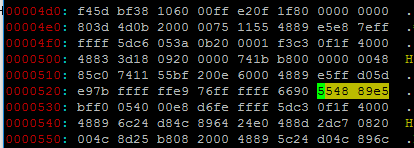 000004d0: f45d bf38 1060 00ff e20f 1f80 0000 0000
000004e0: 803d 4d0b 2000 0075 1155 4889 e5e8 7eff
000004f0: ffff 5dc6 053a 0b20 0001 f3c3 0f1f 4000
00000500: 4883 3d18 0920 0000 741b b800 0000 0048 H
00000510: 85c0 7411 55bf 200e 6000 4889 e5ff d05d
00000520: e97b ffff ffe9 76ff ffff 6690 5548 89e5
00000530: bff0 0540 00e8 d6fe ffff 5dc3 0f1f 4000
00000540: 4889 6c24 d84c 8964 24e0 488d 2dc7 0820 H
00000550: 004c 8d25 b808 2000 4889 5c24 d04c 896c